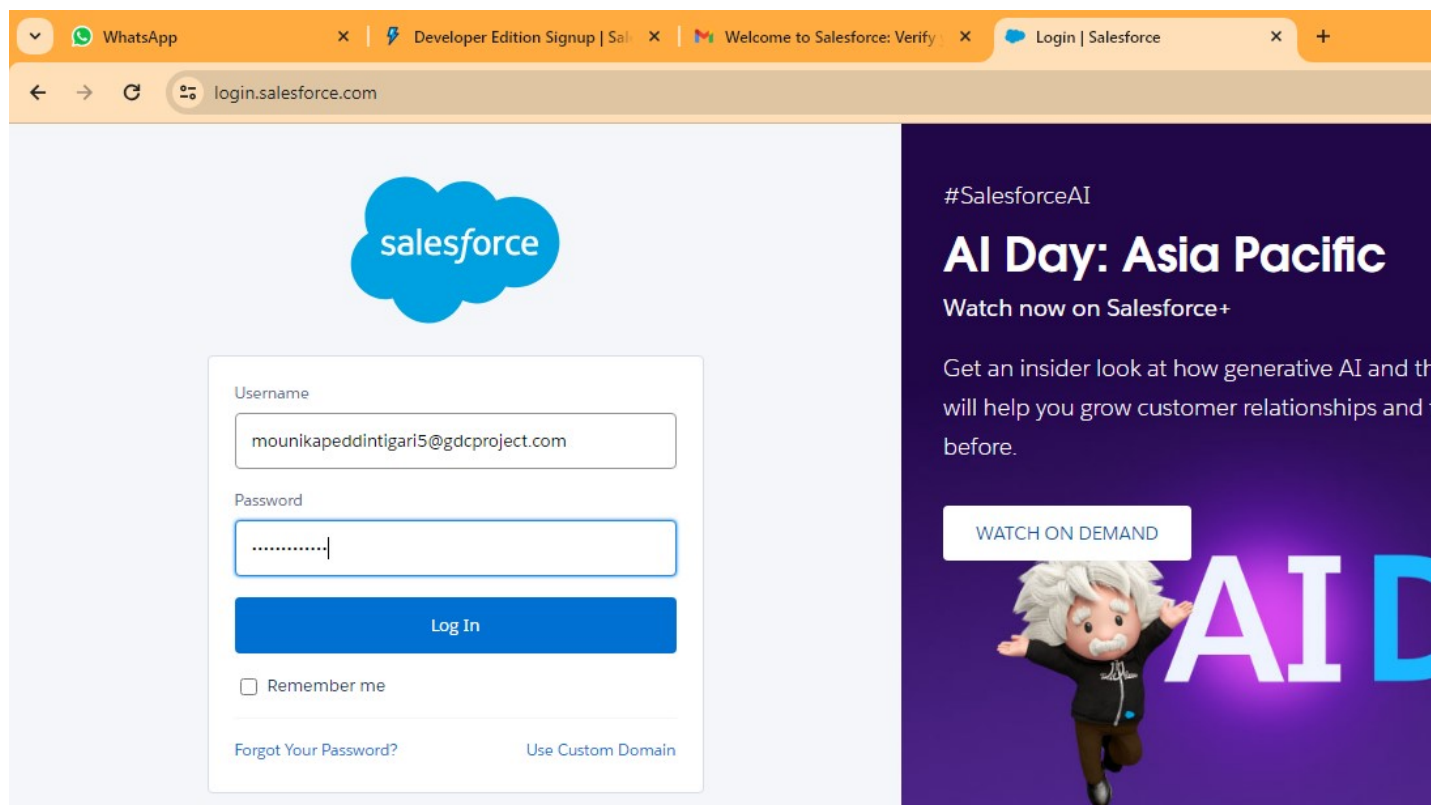 WhatsApp
Developer Edition Signup | Sal
Welcome to Salesforce: Verify
Login | Salesforce
login.salesforce.com
salesforce
Username
mounikapeddintigari5@gdcproject.com
Password
.............
Log In
Remember me
Forgot Your Password?
Use Custom Domain
#SalesforceAI
AI Day: Asia Pacific
Watch now on Salesforce+
Get an insider look at how generative AI and th
will help you grow customer relationships and
before.
WATCH ON DEMAND
AI D